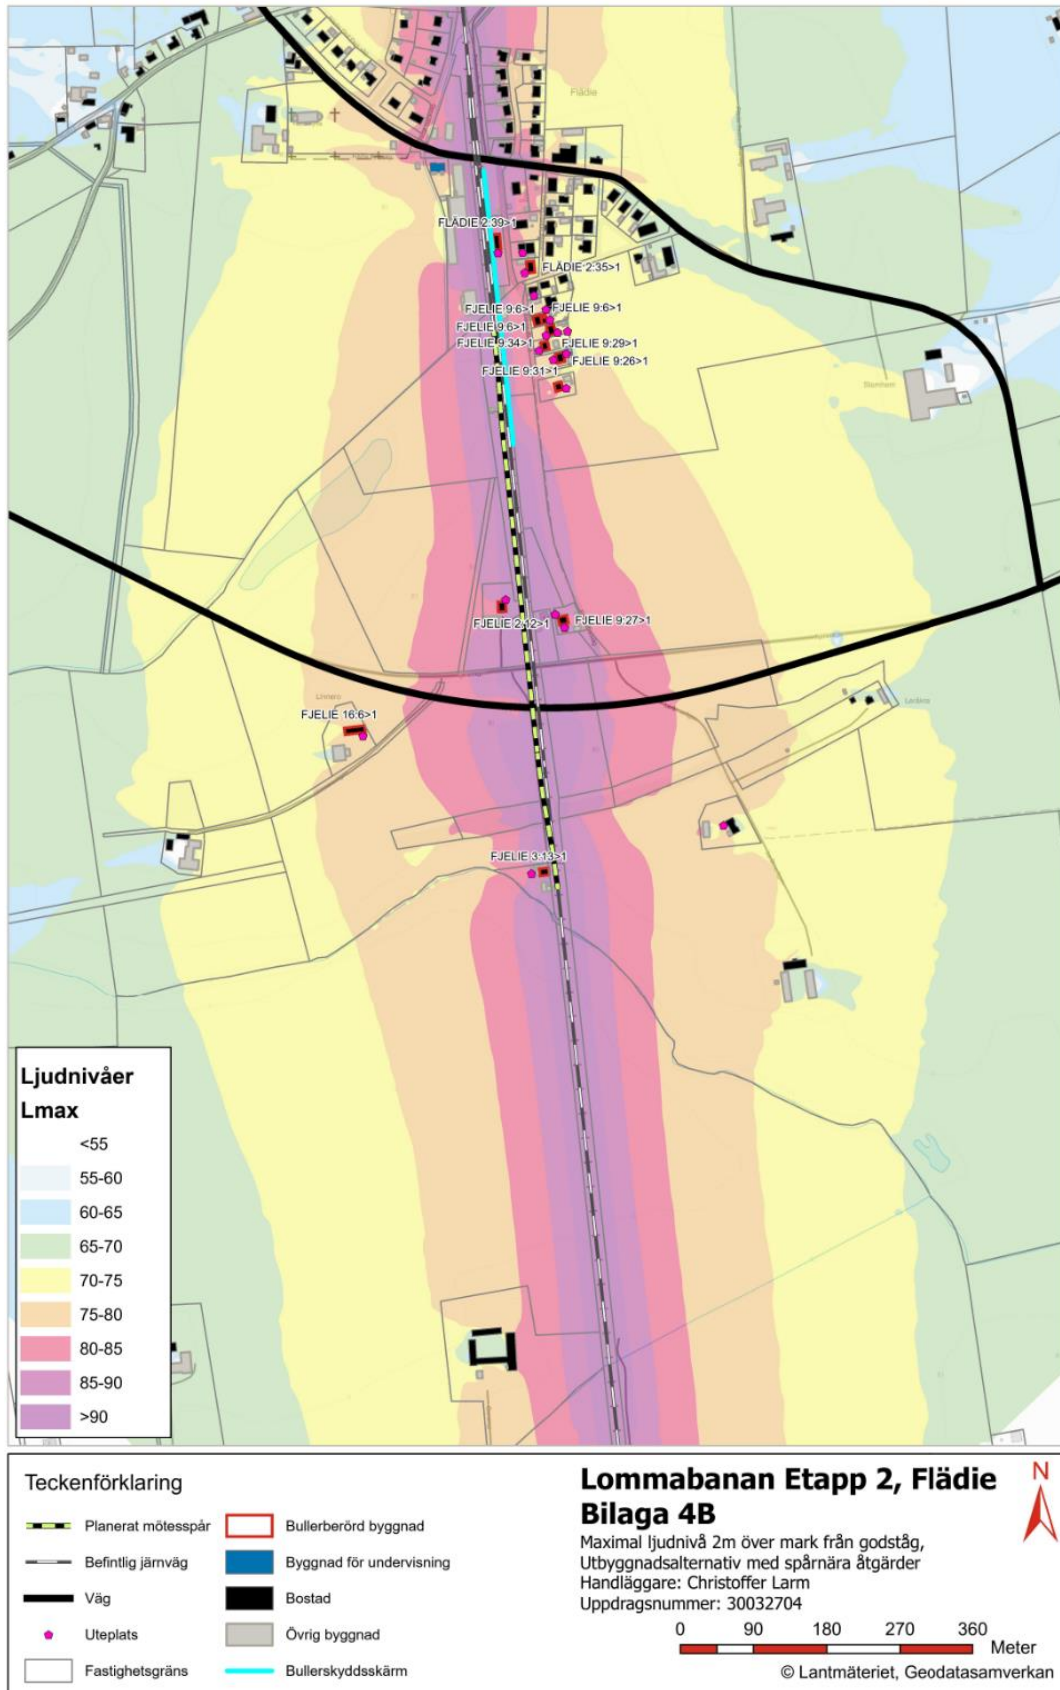 Flädie
FLÄDIE 2:39>1
FLÄDIE 2:35>1
FJELIE 9:6>1
FJELIE 9:6>1
FJELIE 9:6>1
FJELIE 9:34>1
FJELIE 9:29>1
FJELIE 9:31>1
FJELIE 9:26>1
FJELIE 2:12>1
FJELIE 9:27>1
FJELIE 16:6>1
FJELIE 3:13>1
Ljudnivåer
Lmax
<55
55-60
60-65
65-70
70-75
75-80
80-85
85-90
>90
Teckenförklaring
Planerat mötesspår
Befintlig järnväg
Väg
Uteplats
Fastighetsgräns
Bullerberörd byggnad
Byggnad för undervisning
Bostad
Övrig byggnad
Bullerskyddsskärm
Lommabanan Etapp 2, Flädie
Bilaga 4B
Maximal ljudnivå 2m över mark från godståg,
Utbyggnadsalternativ med spårnära åtgärder
Handläggare: Christoffer Larm
Uppdragsnummer: 30032704
N
0 90 180 270 360
Meter
© Lantmäteriet, Geodatasamverkan